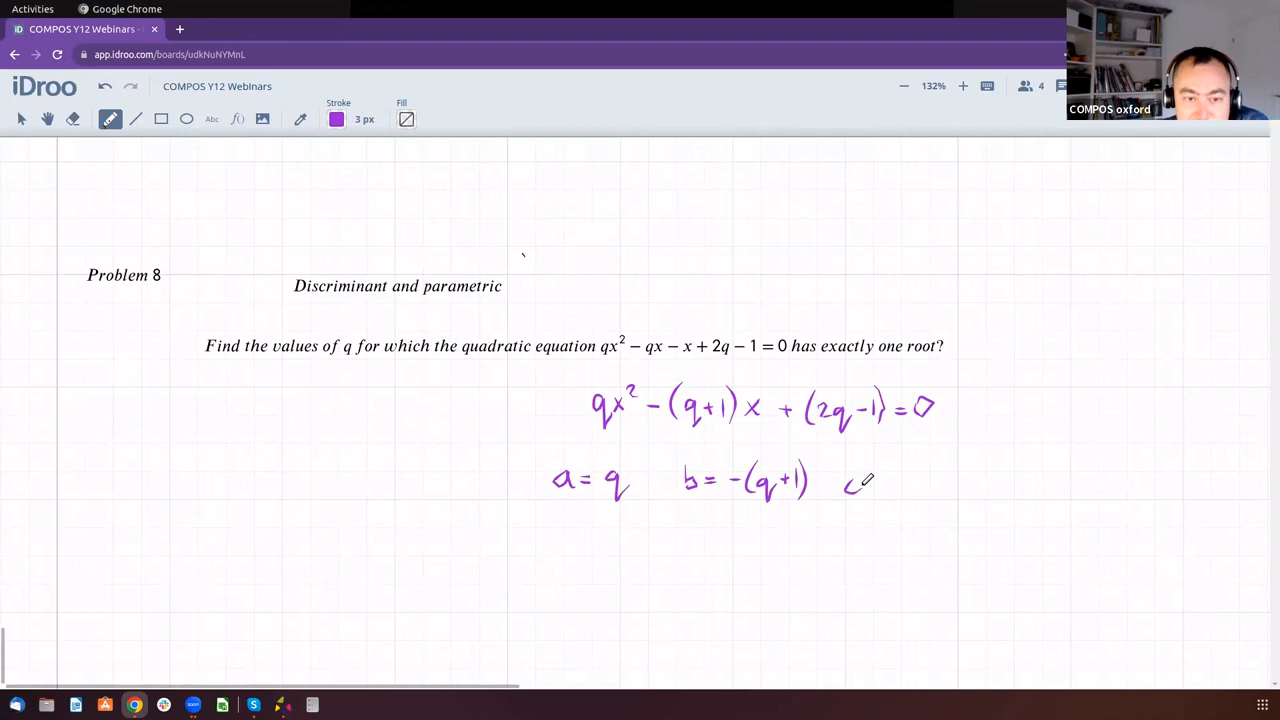 Activities Google Chrome
COMPOS Y12 Webinars -
app.idroo.com/boards/udkNuNYMnL
iDroo COMPOS Y12 Webinars 132% 4
COMPOS oxford
Stroke Fill
Abc f() 3 px
Problem 8
Discriminant and parametric
Find the values of q for which the quadratic equation qx² − qx − x + 2q − 1 = 0 has exactly one root?
qx² − (q+1)x + (2q−1) = 0
a = q b = −(q+1) c